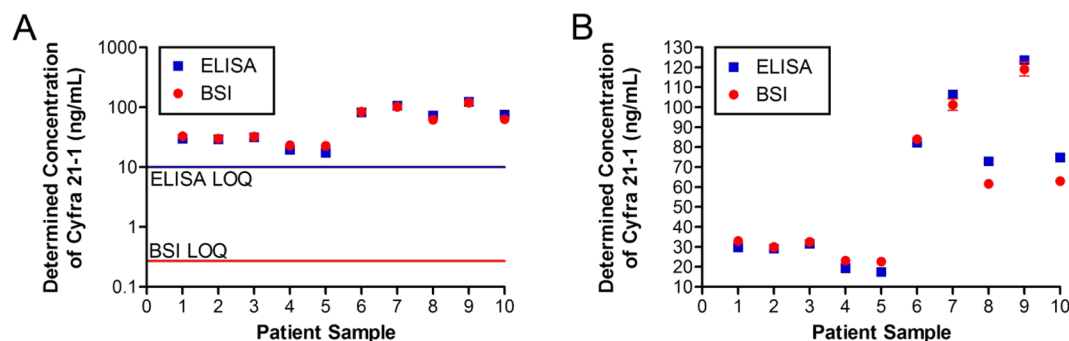 A
Determined Concentration
of Cyfra 21-1 (ng/mL)
1000
100
10
1
0.1
ELISA
BSI
ELISA LOQ
BSI LOQ
0 1 2 3 4 5 6 7 8 9 10
Patient Sample
B
Determined Concentration
of Cyfra 21-1 (ng/mL)
130
120
110
100
90
80
70
60
50
40
30
20
10
ELISA
BSI
0 1 2 3 4 5 6 7 8 9 10
Patient Sample